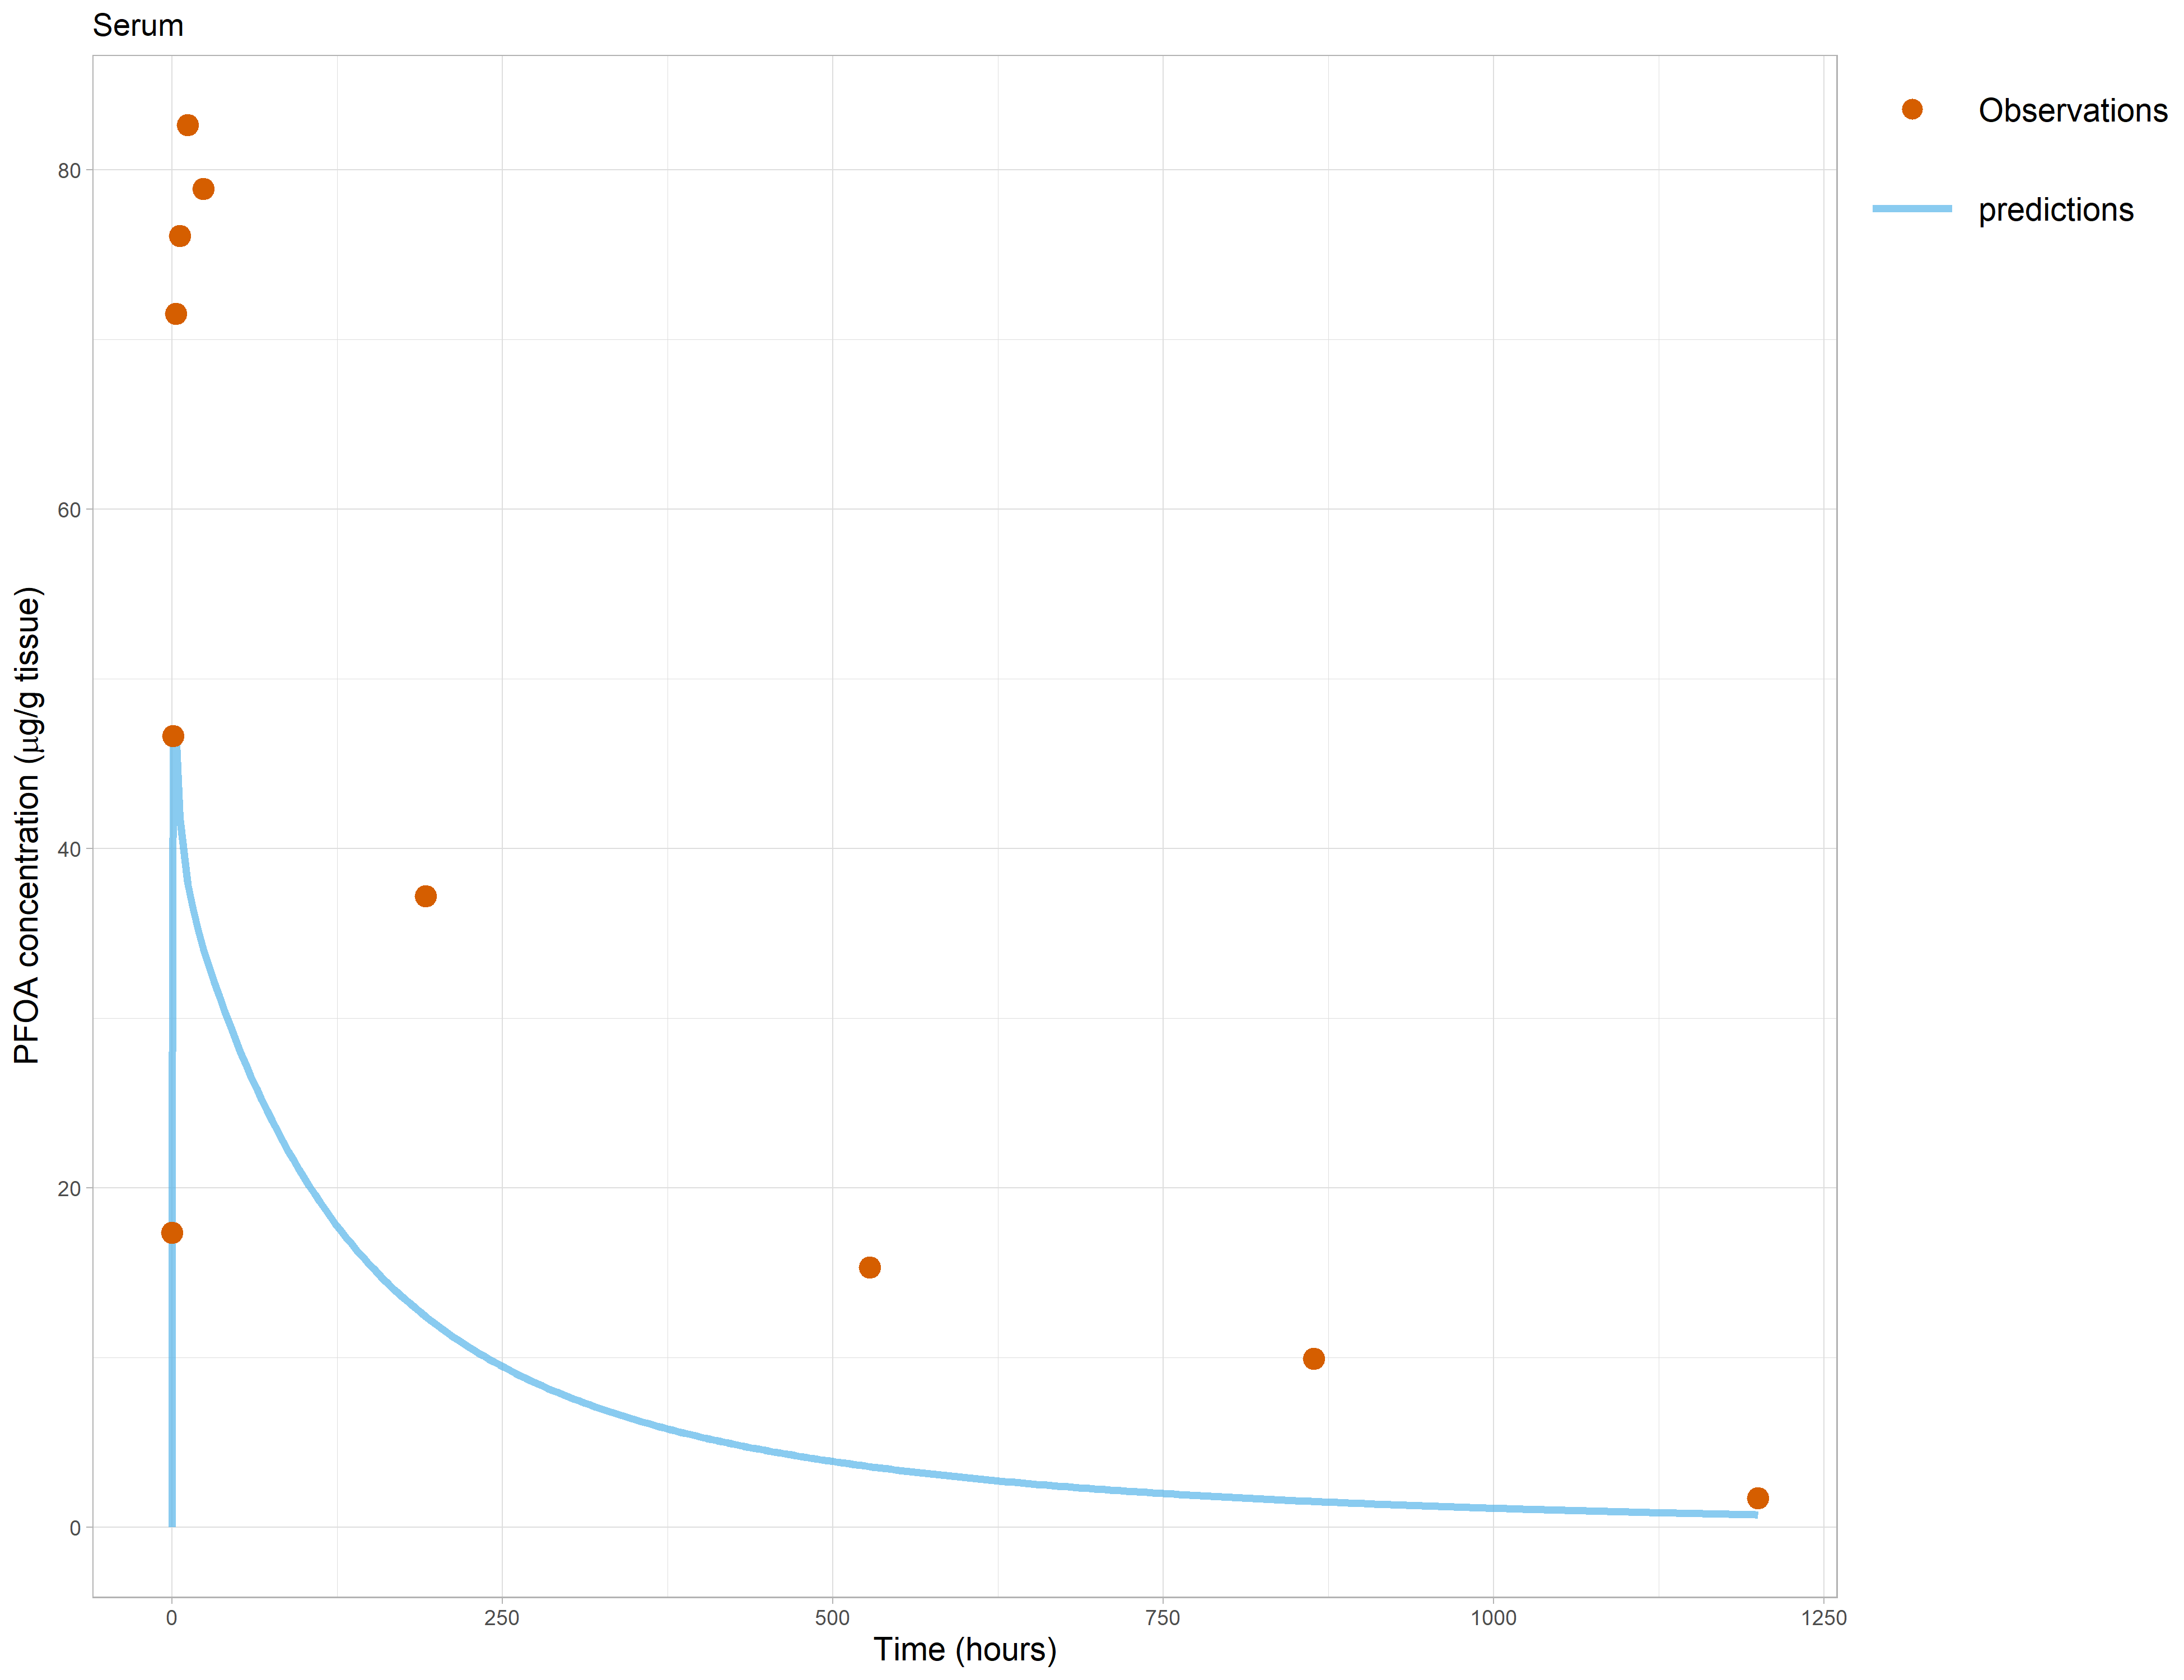 Serum
Observations
predictions
PFOA concentration (μg/g tissue)
80
60
40
20
0
0 250 500 750 1000 1250
Time (hours)